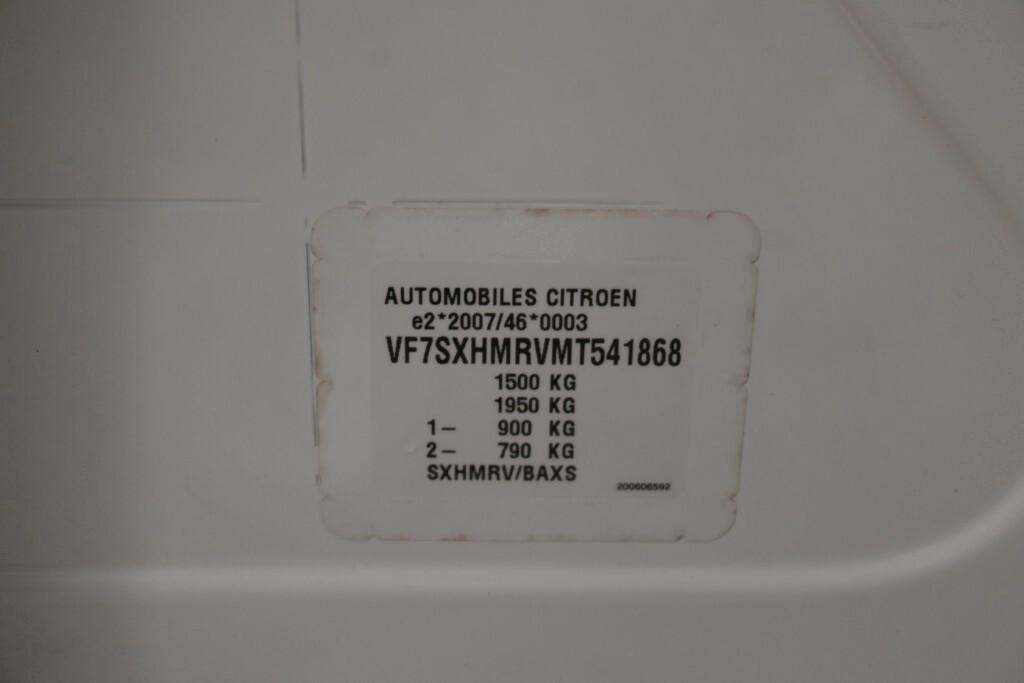 AUTOMOBILES CITROEN
e2*2007/46*0003
VF7SXHMRVMT541868
1500 KG
1950 KG
1- 900 KG
2- 790 KG
SXHMRV/BAXS
200606592